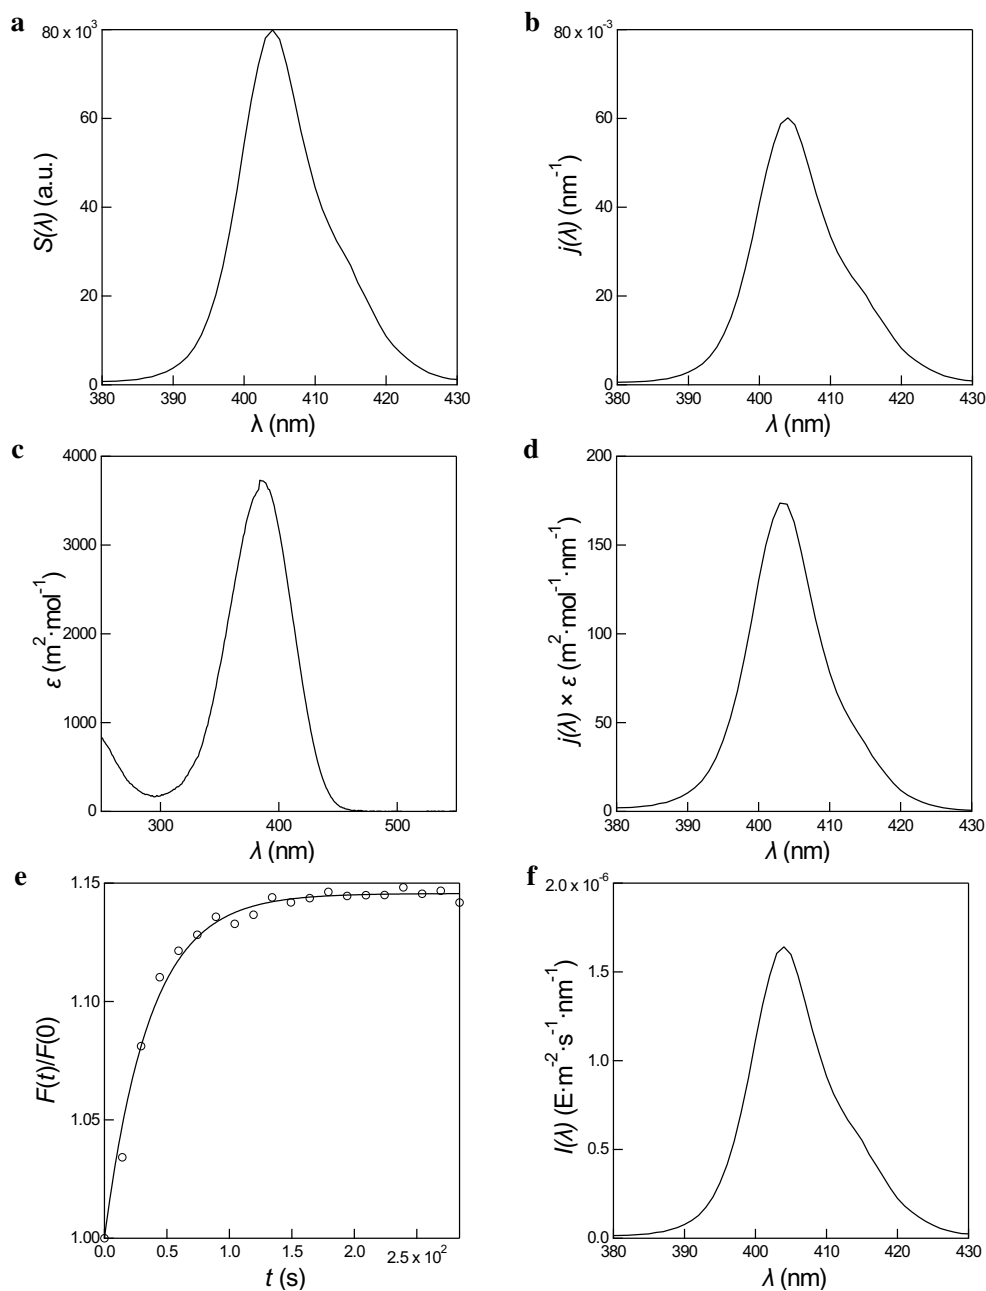 a
80 x 10³
60
40
20
0
S(λ) (a.u.)
380 390 400 410 420 430
λ (nm)
b
80 x 10⁻³
60
40
20
0
j(λ) (nm⁻¹)
380 390 400 410 420 430
λ (nm)
c
4000
3000
2000
1000
0
ε (m²·mol⁻¹)
300 400 500
λ (nm)
d
200
150
100
50
0
j(λ) × ε (m²·mol⁻¹·nm⁻¹)
380 390 400 410 420 430
λ (nm)
e
1.15
1.10
1.05
1.00
F(t)/F(0)
0.0 0.5 1.0 1.5 2.0 2.5 x 10²
t (s)
f
2.0 x 10⁻⁶
1.5
1.0
0.5
0.0
I(λ) (E·m⁻²·s⁻¹·nm⁻¹)
380 390 400 410 420 430
λ (nm)